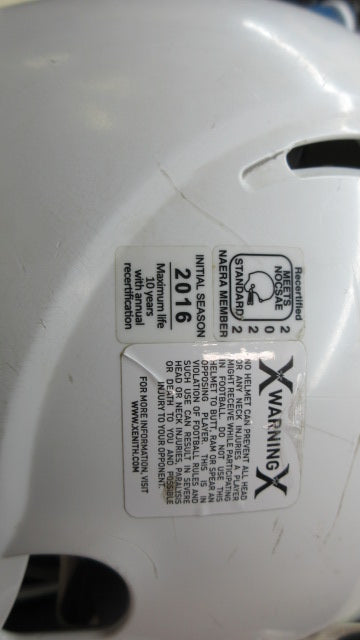 Recertified
MEETS
NOCSAE
STANDARD
2
0
2
2
NAERA MEMBER
INITIAL SEASON
2016
Maximum life
10 years
with annual
recertification
X WARNING X
NO HELMET CAN PREVENT ALL HEAD
OR ANY NECK INJURIES A PLAYER
MIGHT RECEIVE WHILE PARTICIPATING
IN FOOTBALL. DO NOT USE THIS
HELMET TO BUTT, RAM OR SPEAR AN
OPPOSING PLAYER. THIS IS IN
VIOLATION OF FOOTBALL RULES AND
SUCH USE CAN RESULT IN SEVERE
HEAD OR NECK INJURIES, PARALYSIS
OR DEATH TO YOU AND POSSIBLE
INJURY TO YOUR OPPONENT.
FOR MORE INFORMATION, VISIT
WWW.XENITH.COM